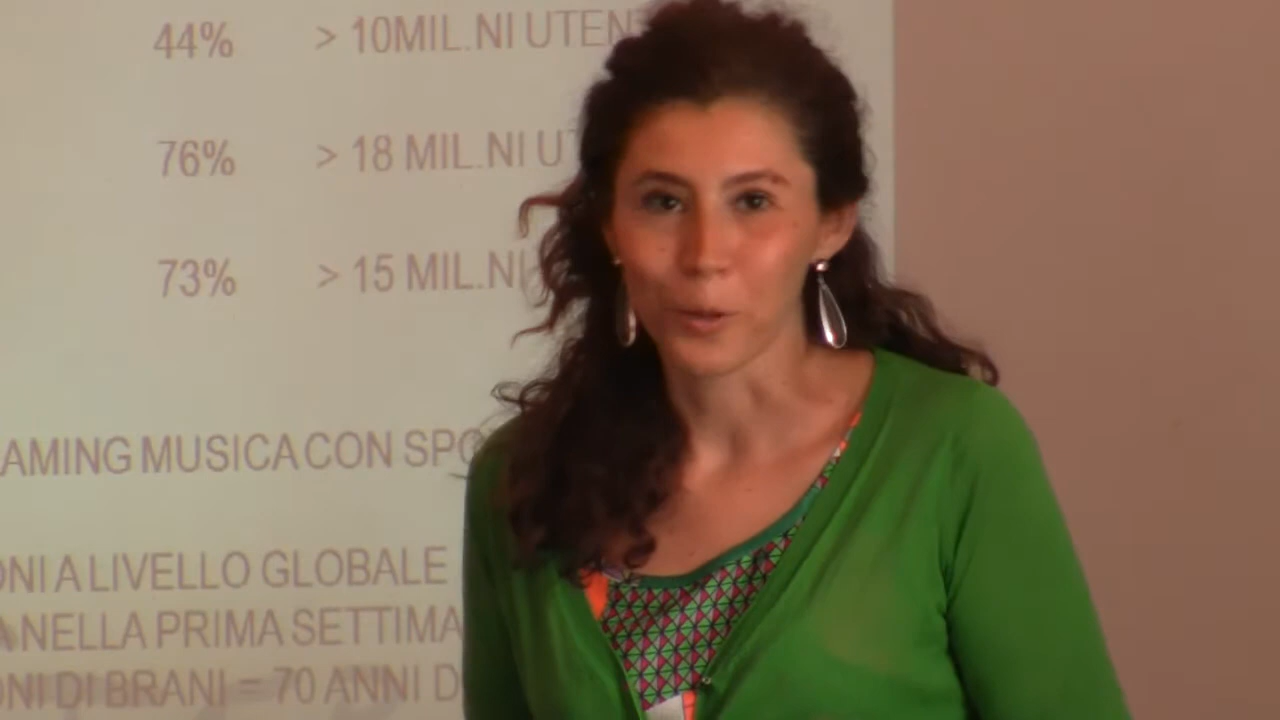 44% > 10MIL.NI UTEN
76% > 18 MIL.NI UT
73% > 15 MIL.NI
AMING MUSICA CON SPO
ONI A LIVELLO GLOBALE
A NELLA PRIMA SETTIMA
ONI DI BRANI = 70 ANNI D